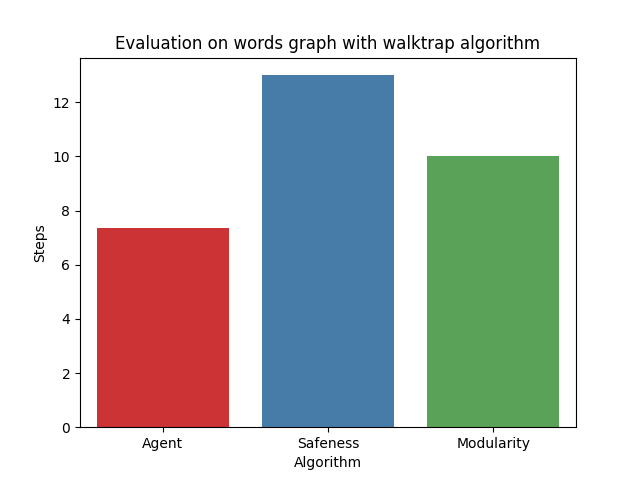 Evaluation on words graph with walktrap algorithm
12
10
8
6
4
2
0
Steps
Agent
Safeness
Modularity
Algorithm